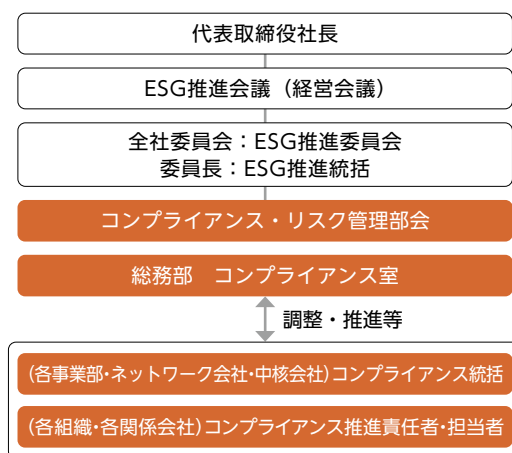 代表取締役社長
ESG推進会議（経営会議）
全社委員会：ESG推進委員会
委員長：ESG推進統括
コンプライアンス・リスク管理部会
総務部　コンプライアンス室
調整・推進等
(各事業部・ネットワーク会社・中核会社)コンプライアンス統括
(各組織・各関係会社)コンプライアンス推進責任者・担当者